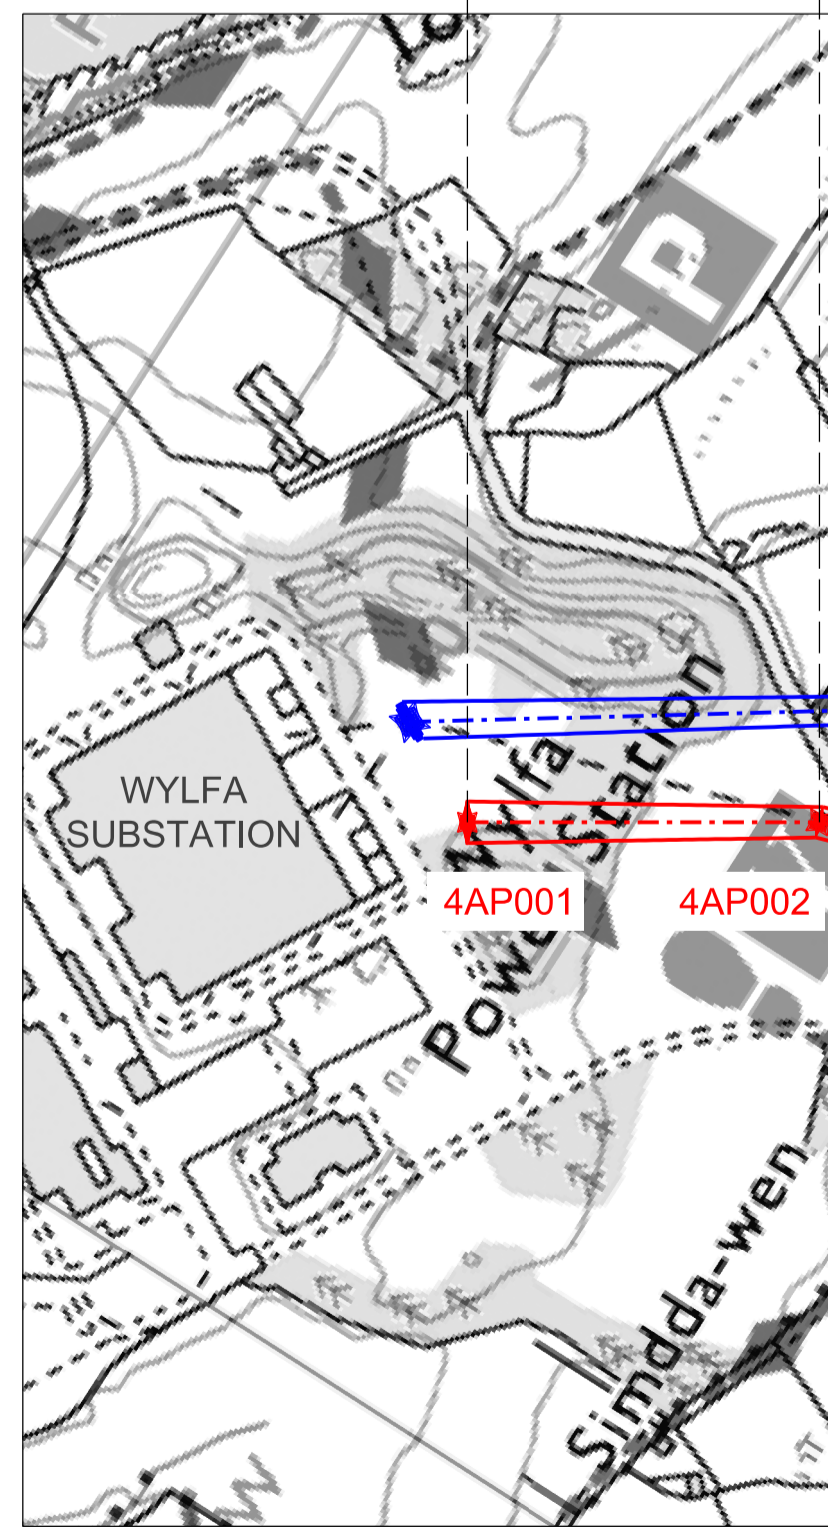 P
WYLFA
SUBSTATION
Wylfa
Power Station
4AP001
4AP002
Simdda-wen